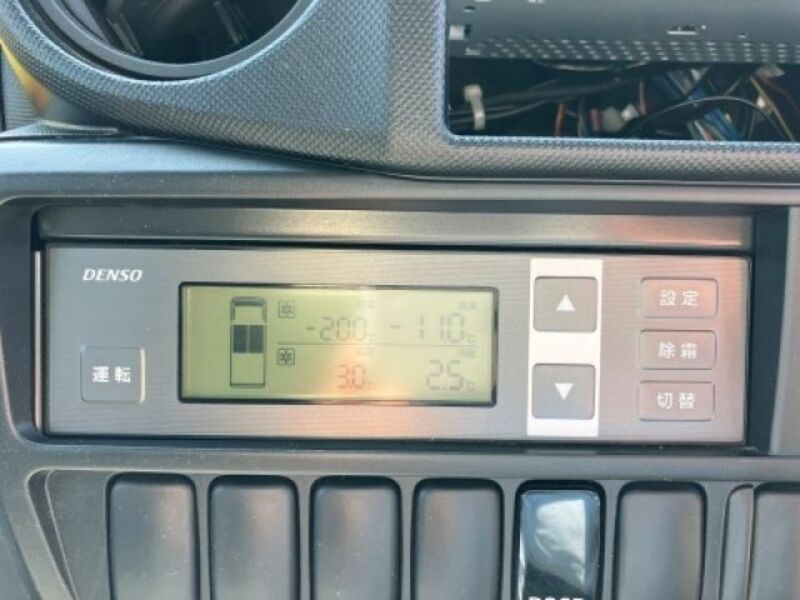 DENSO
-20.0℃ -11.0℃
3.0℃ 2.5℃
運転
設定
除霜
切替